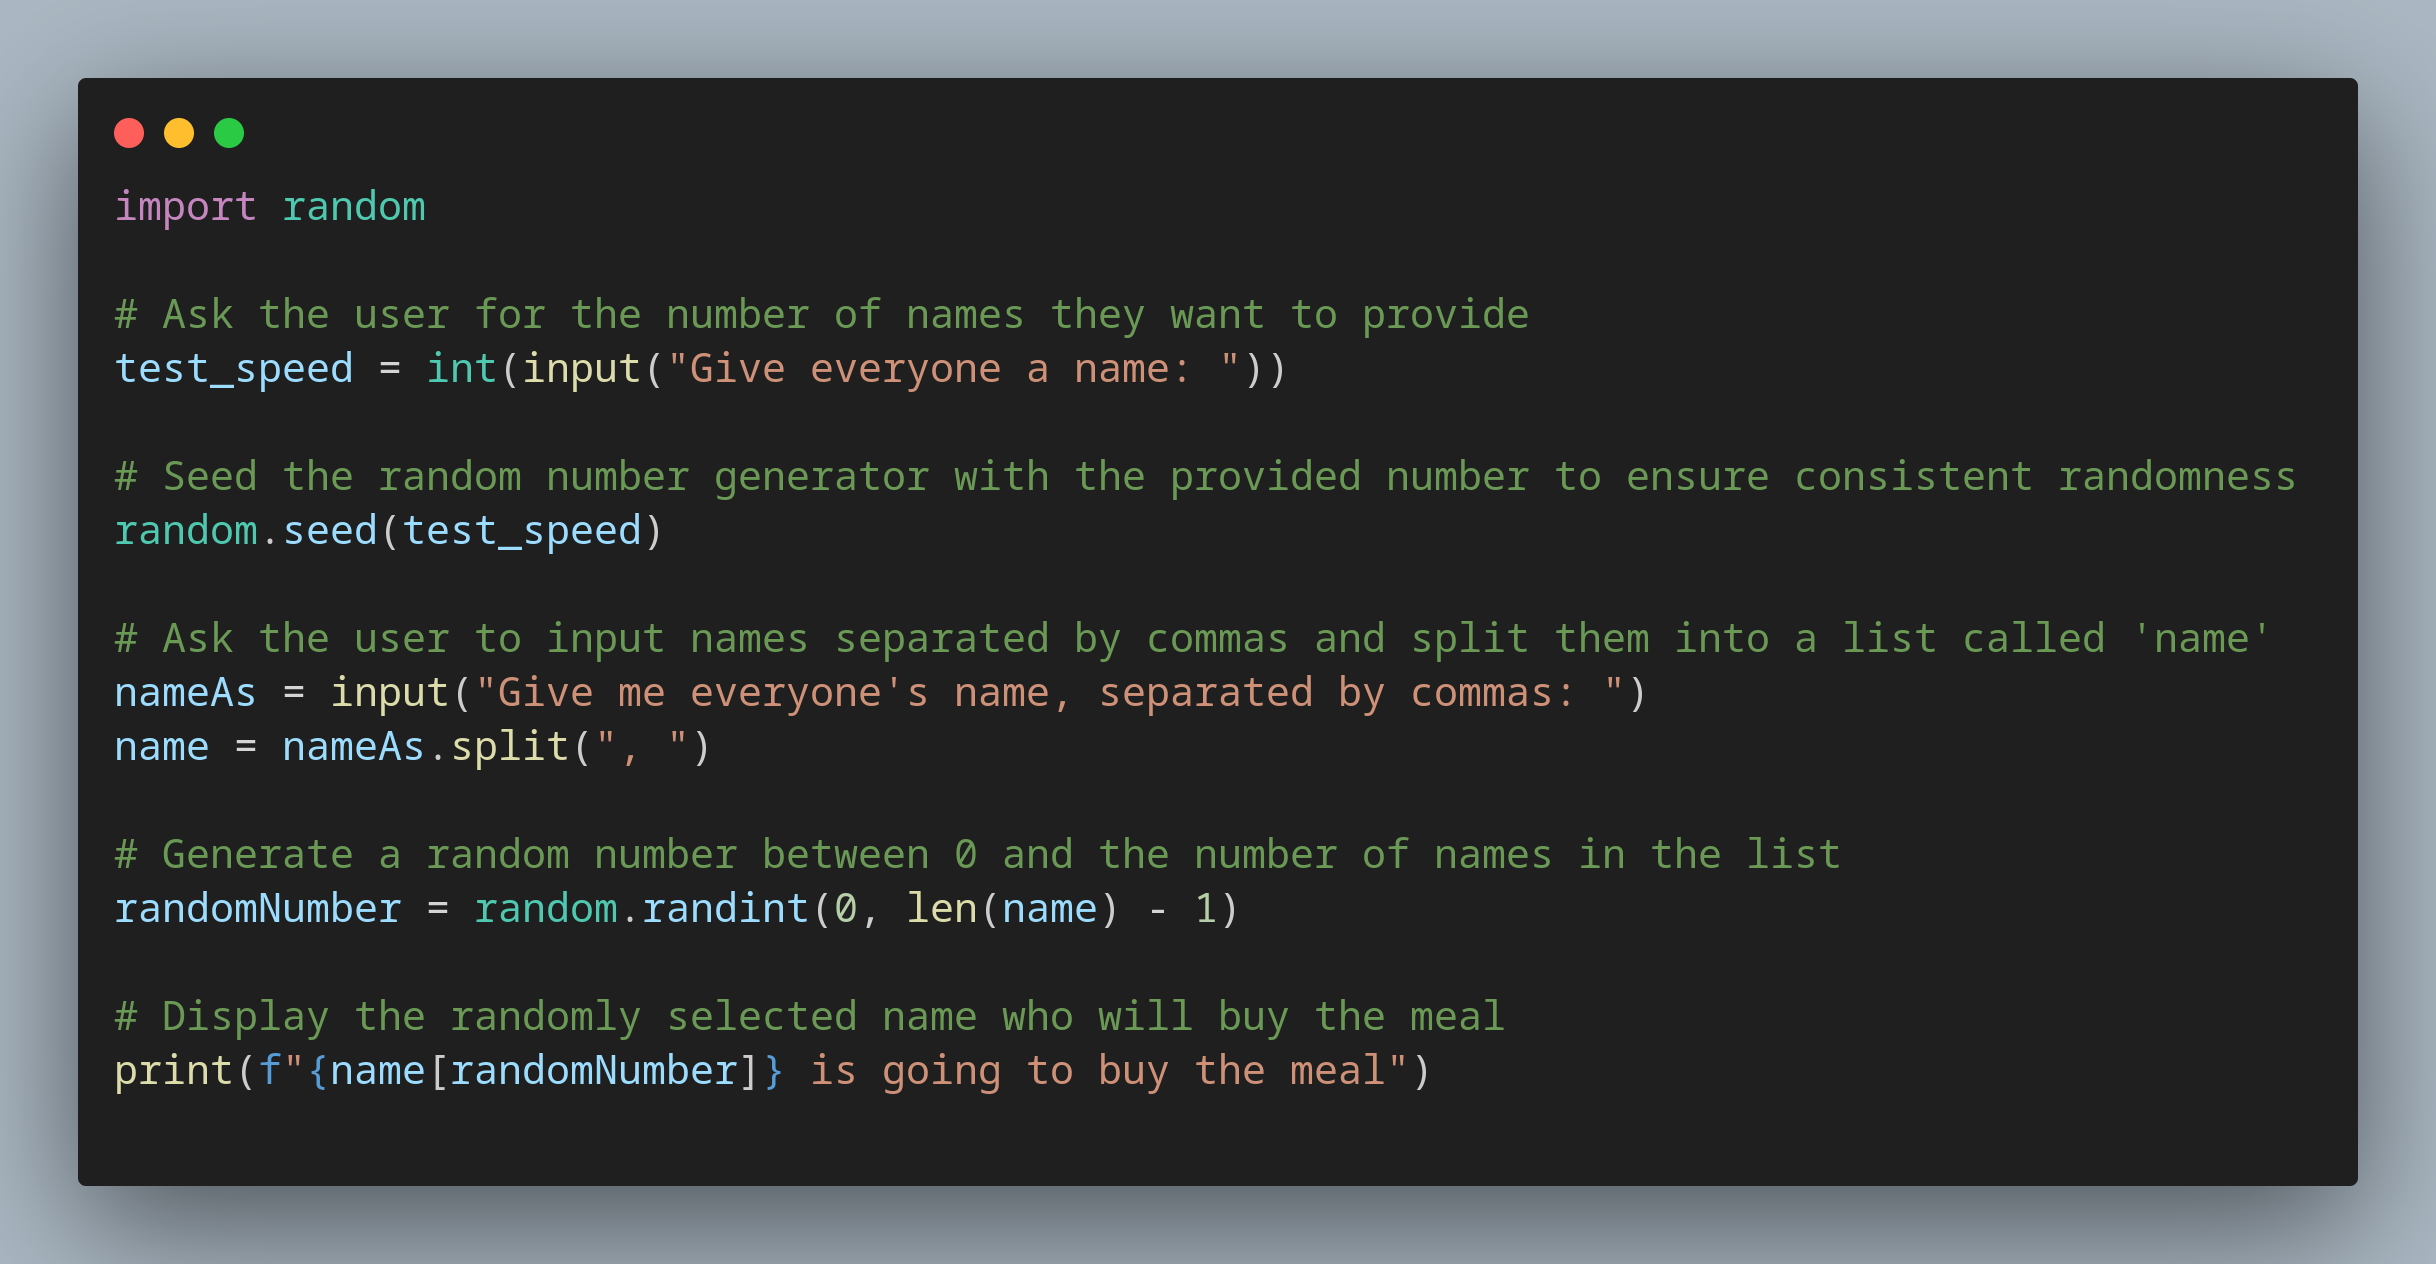 import random
# Ask the user for the number of names they want to provide
test_speed = int(input("Give everyone a name: "))
# Seed the random number generator with the provided number to ensure consistent randomness
random.seed(test_speed)
# Ask the user to input names separated by commas and split them into a list called 'name'
nameAs = input("Give me everyone's name, separated by commas: ")
name = nameAs.split(", ")
# Generate a random number between 0 and the number of names in the list
randomNumber = random.randint(0, len(name) - 1)
# Display the randomly selected name who will buy the meal
print(f"{name[randomNumber]} is going to buy the meal")